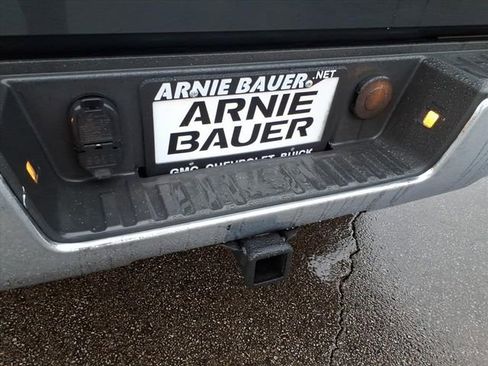 ARNIE BAUER.NET
ARNIE
BAUER
GMC CHEVROLET BUICK